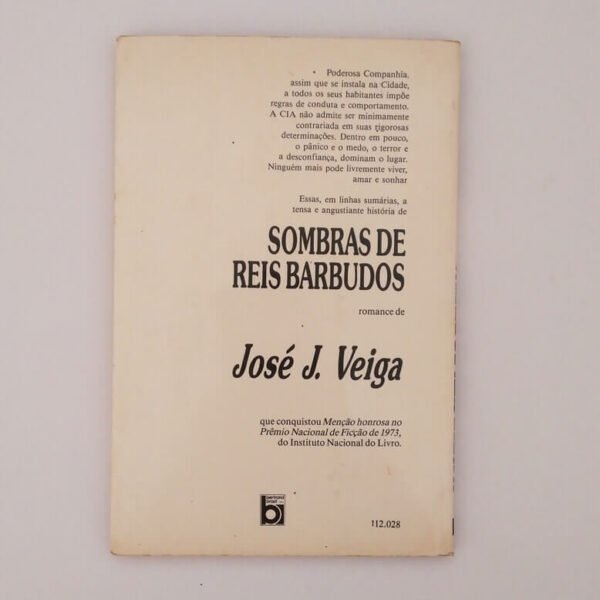 Poderosa Companhia,
assim que se instala na Cidade,
a todos os seus habitantes impõe
regras de conduta e comportamento.
A CIA não admite ser minimamente
contrariada em suas rigorosas
determinações. Dentro em pouco,
o pânico e o medo, o terror e
a desconfiança, dominam o lugar.
Ninguém mais pode livremente viver,
amar e sonhar
Essas, em linhas sumárias, a
tensa e angustiante história de
SOMBRAS DE
REIS BARBUDOS
romance de
José J. Veiga
que conquistou Menção honrosa no
Prêmio Nacional de Ficção de 1973,
do Instituto Nacional do Livro.
bertrand
brasil
b
112.028